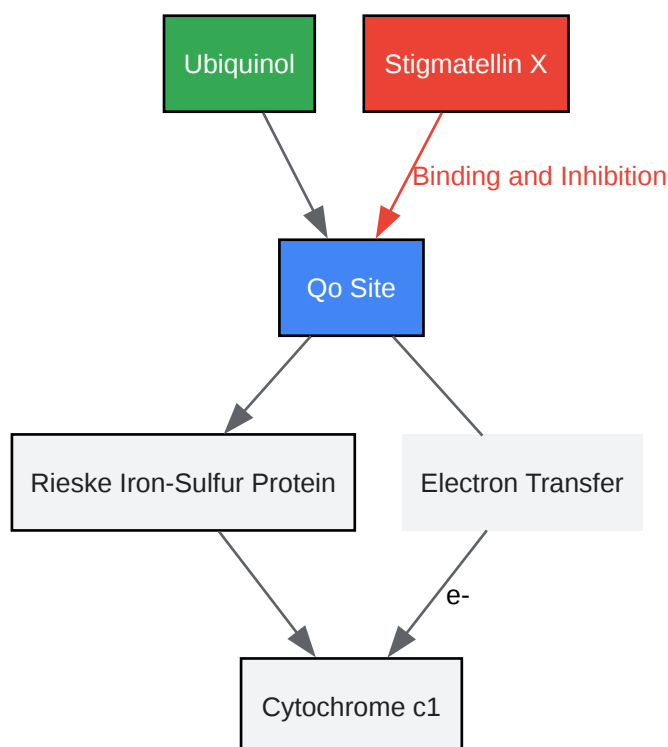 Ubiquinol
Stigmatellin X
Binding and Inhibition
Qo Site
Rieske Iron-Sulfur Protein
Electron Transfer
e-
Cytochrome c1